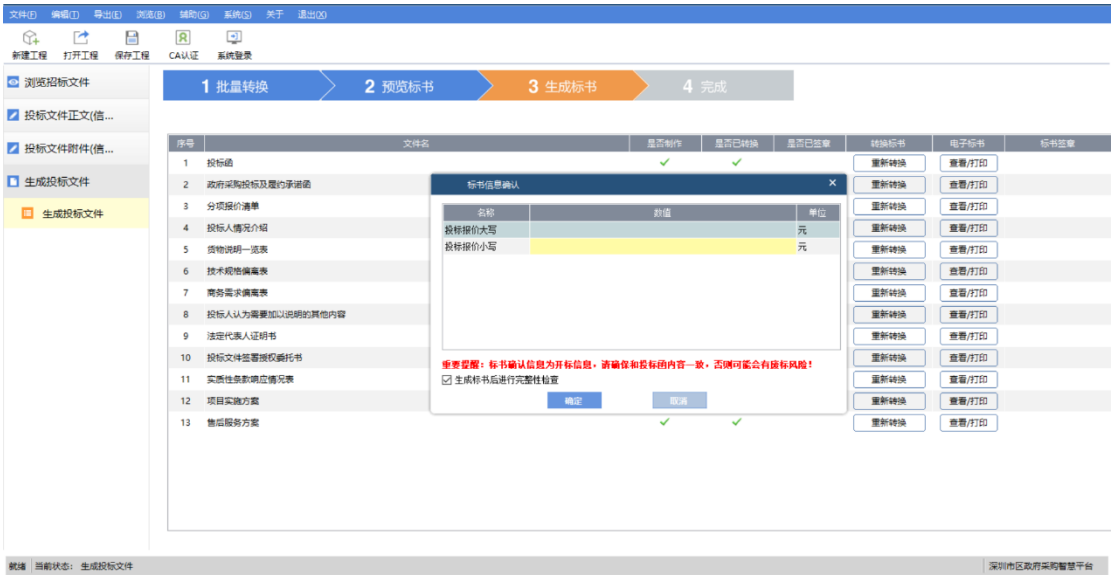 文件(F) 编辑(T) 导出(E) 浏览(B) 辅助(G) 系统(S) 关于 退出(X)
新建工程 打开工程 保存工程 CA认证 系统登录
浏览招标文件
投标文件正文(信...
投标文件附件(信...
生成投标文件
生成投标文件
1 批量转换 2 预览标书 3 生成标书 4 完成
序号 文件名 是否制作 是否已转换 是否已签章 转换标书 电子标书 标书签章
1 投标函 重新转换 查看/打印
2 政府采购投标及履约承诺函 重新转换 查看/打印
3 分项报价清单 重新转换 查看/打印
4 投标人情况介绍 重新转换 查看/打印
5 货物说明一览表 重新转换 查看/打印
6 技术规格偏离表 重新转换 查看/打印
7 商务需求偏离表 重新转换 查看/打印
8 投标人认为需要加以说明的其他内容 重新转换 查看/打印
9 法定代表人证明书 重新转换 查看/打印
10 投标文件签署授权委托书 重新转换 查看/打印
11 实质性条款响应情况表 重新转换 查看/打印
12 项目实施方案 重新转换 查看/打印
13 售后服务方案 重新转换 查看/打印
标书信息确认
名称 数值 单位
投标报价大写 元
投标报价小写 元
重要提醒：标书确认信息为开标信息，请确保和投标函内容一致，否则可能会有废标风险！
生成标书后进行完整性检查
确定 取消
就绪 当前状态: 生成投标文件 深圳市区政府采购智慧平台